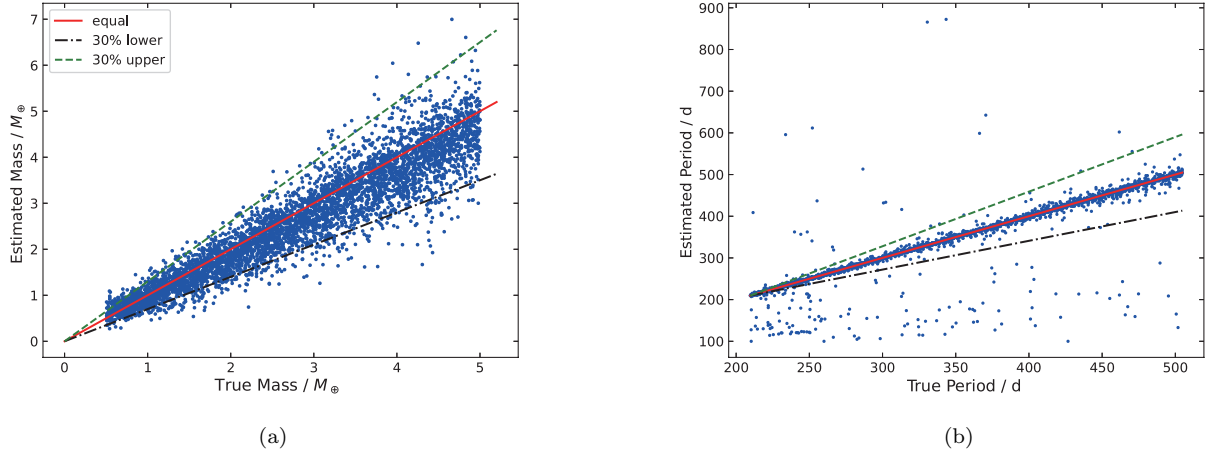 equal
30% lower
30% upper
7
6
5
4
3
2
1
0
Estimated Mass / M⊕
0 1 2 3 4 5
True Mass / M⊕
(a)
900
800
700
600
500
400
300
200
100
Estimated Period / d
200 250 300 350 400 450 500
True Period / d
(b)